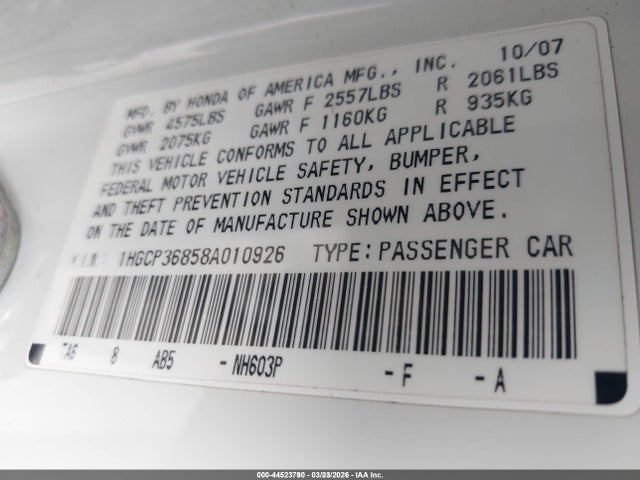 MFD. BY HONDA OF AMERICA MFG., INC. 10/07
GVWR 4575LBS GAWR F 2557LBS R 2061LBS
GVWR 2075KG GAWR F 1160KG R 935KG
THIS VEHICLE CONFORMS TO ALL APPLICABLE
FEDERAL MOTOR VEHICLE SAFETY, BUMPER,
AND THEFT PREVENTION STANDARDS IN EFFECT
ON THE DATE OF MANUFACTURE SHOWN ABOVE.
V.I.N: 1HGCP36858A010926 TYPE: PASSENGER CAR
TA6 8 AB5 -NH603P -F -A
000-44523790 - 03/23/2026 - IAA Inc.